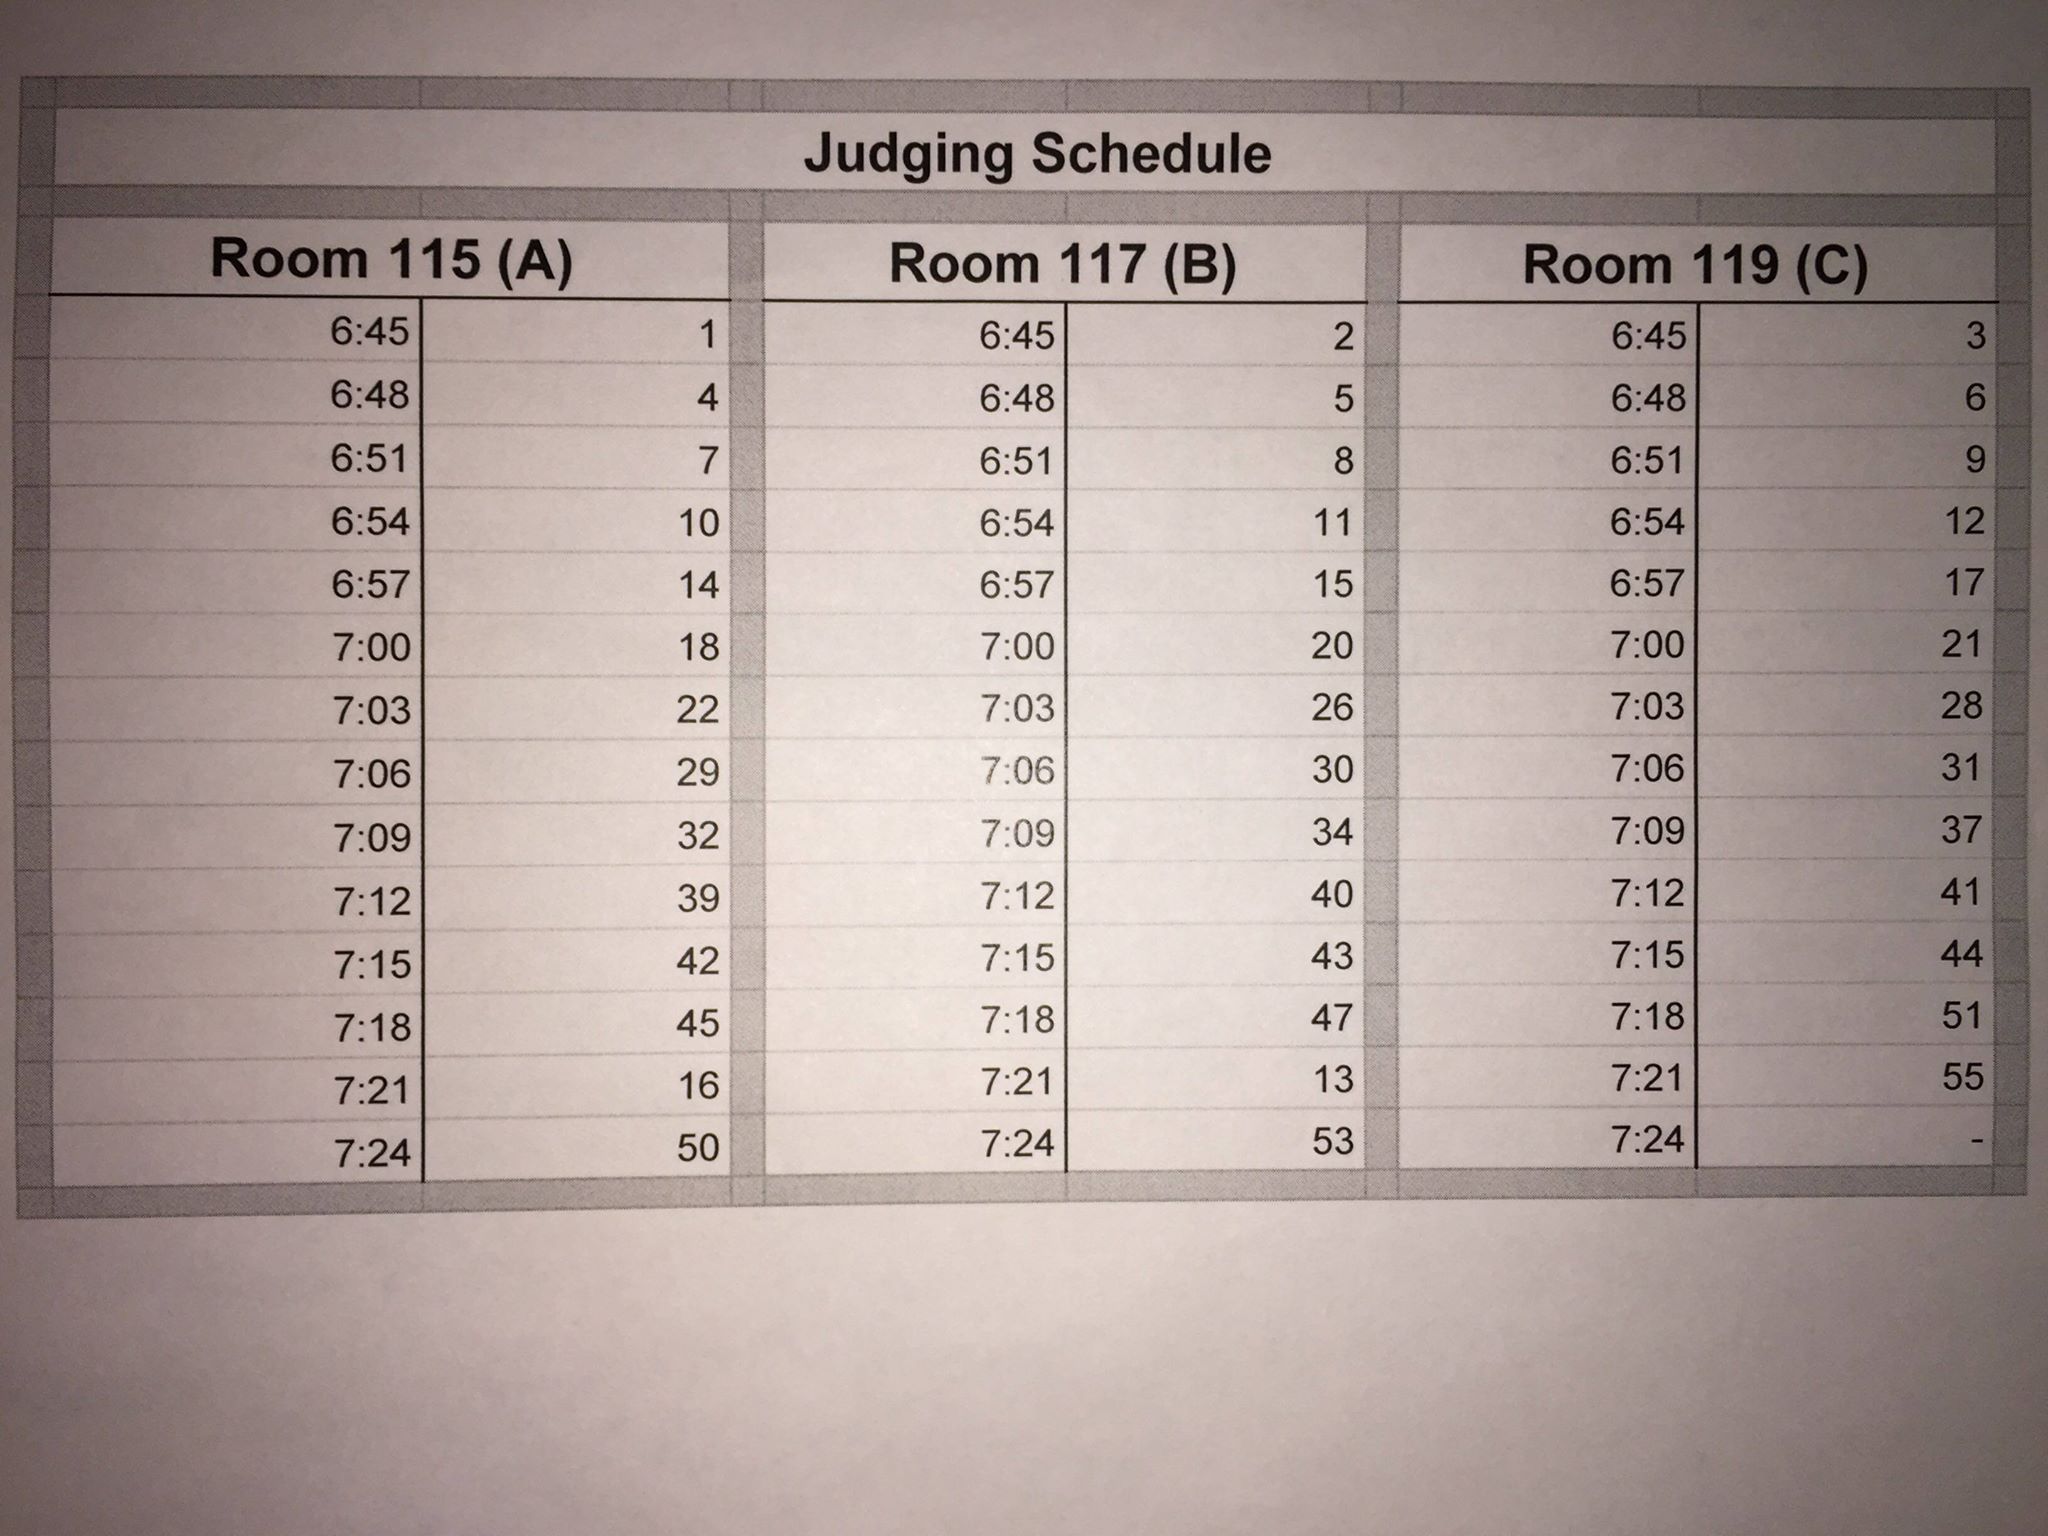 Judging Schedule
Room 115 (A) Room 117 (B) Room 119 (C)
6:45 1 6:45 2 6:45 3
6:48 4 6:48 5 6:48 6
6:51 7 6:51 8 6:51 9
6:54 10 6:54 11 6:54 12
6:57 14 6:57 15 6:57 17
7:00 18 7:00 20 7:00 21
7:03 22 7:03 26 7:03 28
7:06 29 7:06 30 7:06 31
7:09 32 7:09 34 7:09 37
7:12 39 7:12 40 7:12 41
7:15 42 7:15 43 7:15 44
7:18 45 7:18 47 7:18 51
7:21 16 7:21 13 7:21 55
7:24 50 7:24 53 7:24 -